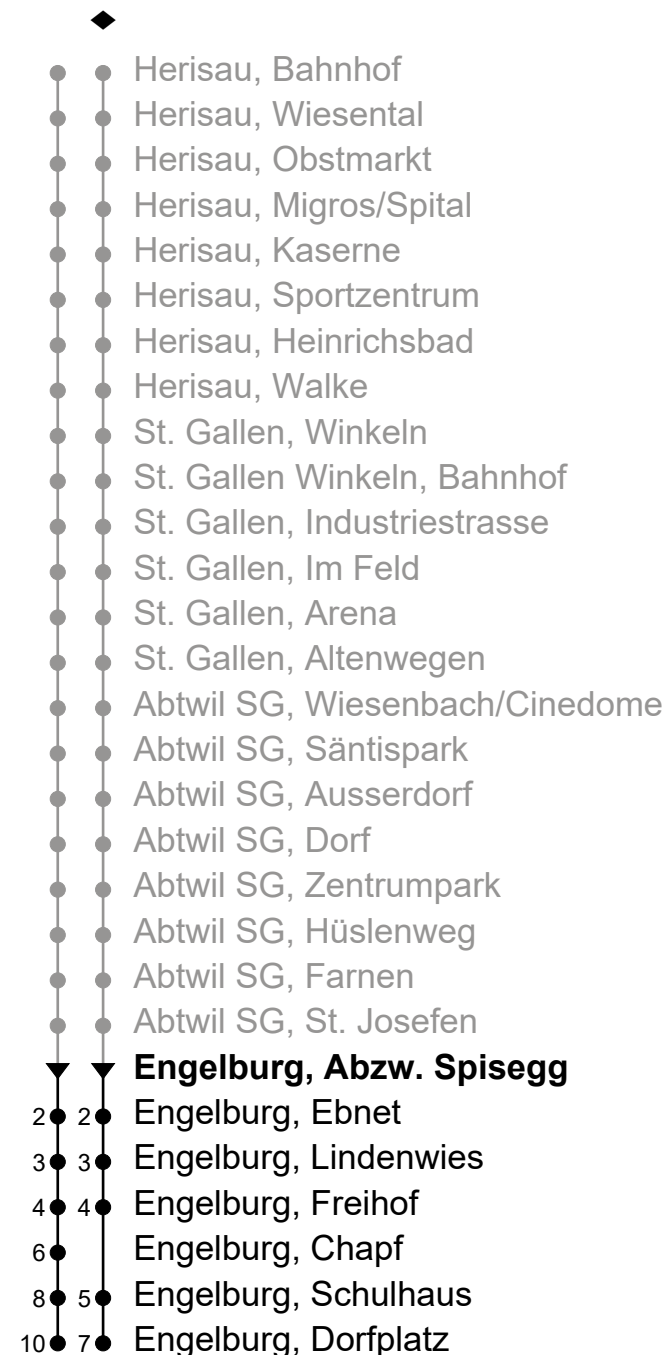 Herisau, Bahnhof
Herisau, Wiesental
Herisau, Obstmarkt
Herisau, Migros/Spital
Herisau, Kaserne
Herisau, Sportzentrum
Herisau, Heinrichsbad
Herisau, Walke
St. Gallen, Winkeln
St. Gallen Winkeln, Bahnhof
St. Gallen, Industriestrasse
St. Gallen, Im Feld
St. Gallen, Arena
St. Gallen, Altenwegen
Abtwil SG, Wiesenbach/Cinedome
Abtwil SG, Säntispark
Abtwil SG, Ausserdorf
Abtwil SG, Dorf
Abtwil SG, Zentrumpark
Abtwil SG, Hüslenweg
Abtwil SG, Farnen
Abtwil SG, St. Josefen
Engelburg, Abzw. Spisegg
2 2 Engelburg, Ebnet
3 3 Engelburg, Lindenwies
4 4 Engelburg, Freihof
6 Engelburg, Chapf
8 5 Engelburg, Schulhaus
10 7 Engelburg, Dorfplatz